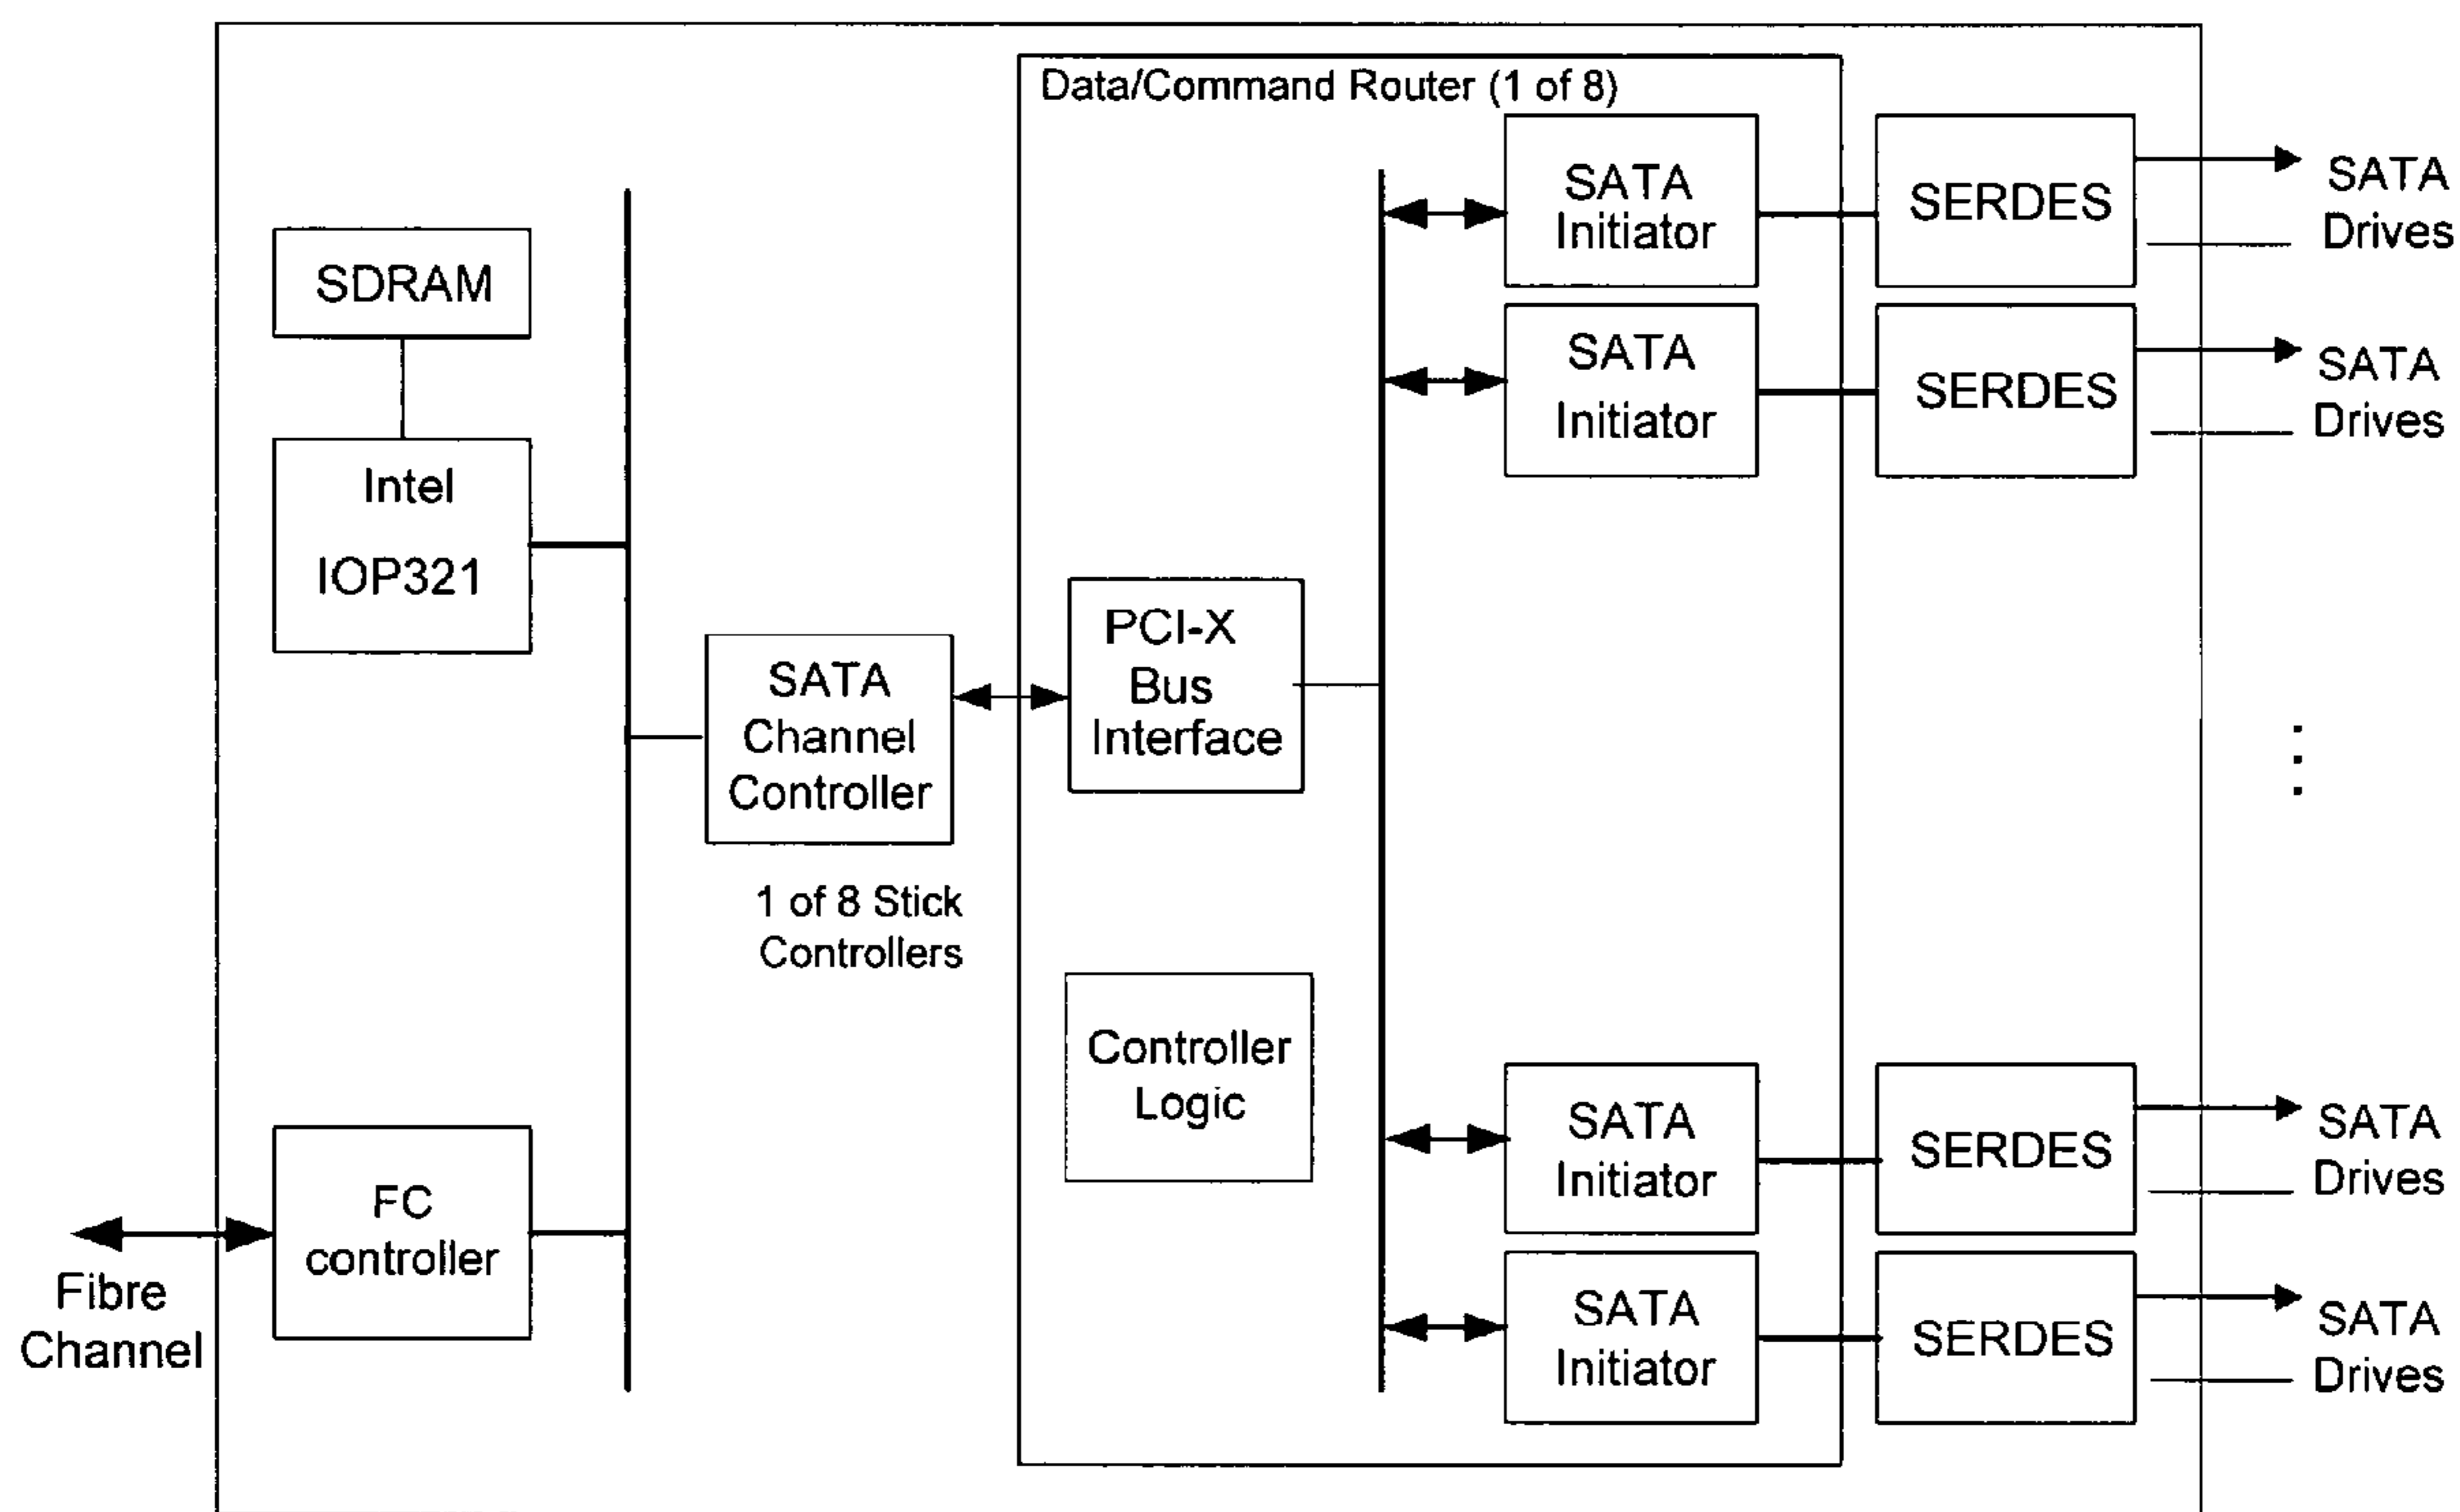 Data/Command Router (1 of 8)
SDRAM
Intel
IOP321
FC
controller
Fibre
Channel
SATA
Channel
Controller
1 of 8 Stick
Controllers
PCI-X
Bus
Interface
Controller
Logic
SATA
Initiator
SERDES
SATA
Drives
SATA
Initiator
SERDES
SATA
Drives
SATA
Initiator
SERDES
SATA
Drives
SATA
Initiator
SERDES
SATA
Drives